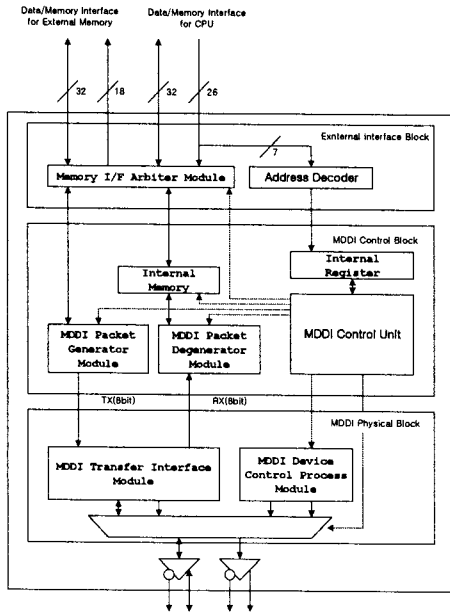 Data/Memory Interface
for External Memory
Data/Memory Interface
for CPU
32
18
32
26
7
Exnternal interface Block
Memory I/F Arbiter Module
Address Decoder
MDDI Control Block
Internal
Register
Internal
Memory
MDDI Packet
Generator
Module
MDDI Packet
Degenerator
Module
MDDI Control Unit
TX(8bit)
RX(8bit)
MDDI Physical Block
MDDI Transfer Interface
Module
MDDI Device
Control Process
Module